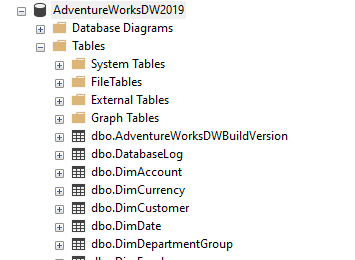 AdventureWorksDW2019
Database Diagrams
Tables
System Tables
FileTables
External Tables
Graph Tables
dbo.AdventureWorksDWBuildVersion
dbo.DatabaseLog
dbo.DimAccount
dbo.DimCurrency
dbo.DimCustomer
dbo.DimDate
dbo.DimDepartmentGroup